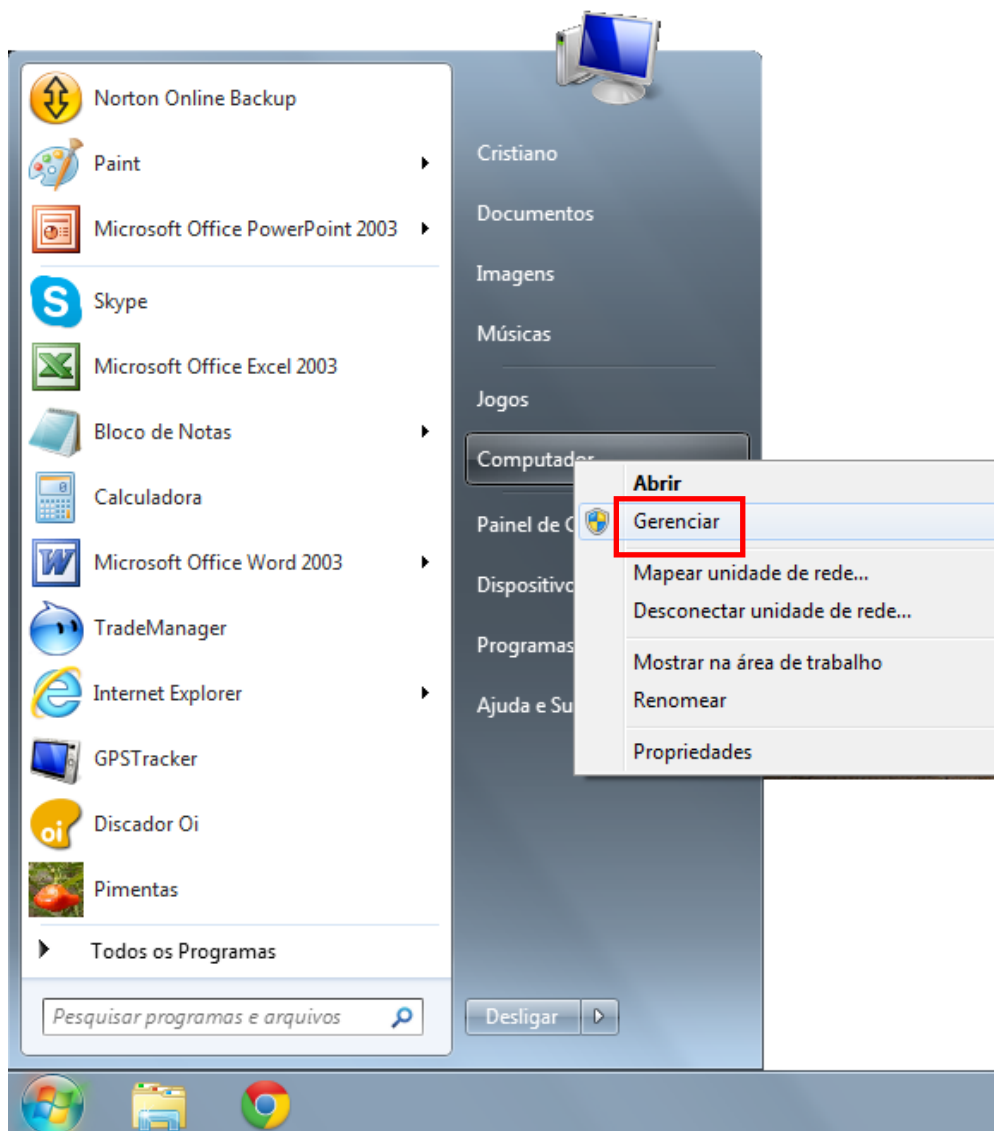 Norton Online Backup
Paint
Microsoft Office PowerPoint 2003
Skype
Microsoft Office Excel 2003
Bloco de Notas
Calculadora
Microsoft Office Word 2003
TradeManager
Internet Explorer
GPSTracker
oi
Discador Oi
Pimentas
Todos os Programas
Pesquisar programas e arquivos
Cristiano
Documentos
Imagens
Músicas
Jogos
Computador
Painel de
Ajuda e
Desligar
Abrir
Gerenciar
Mapear unidade de rede...
Desconectar unidade de rede...
Mostrar na área de trabalho
Renomear
Propriedades